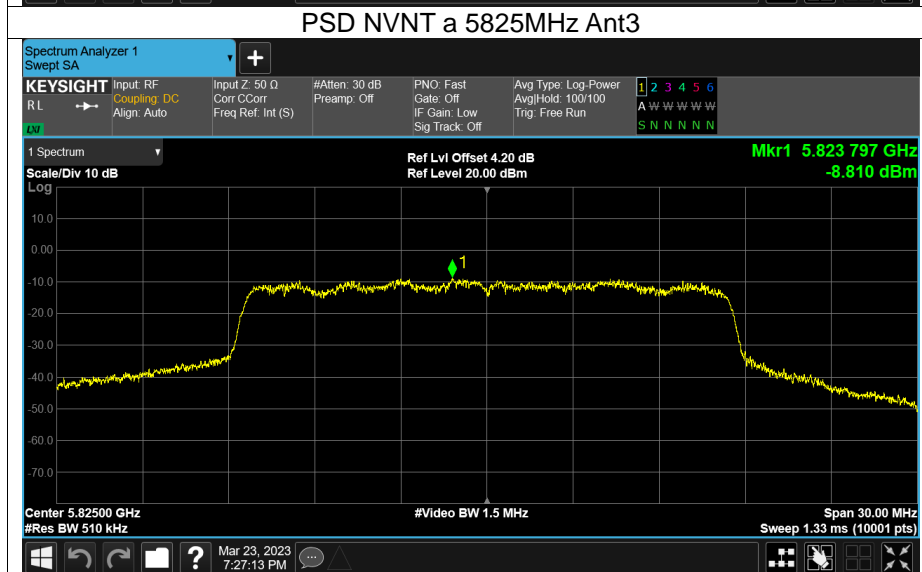 PSD NVNT a 5825MHz Ant3
Spectrum Analyzer 1
Swept SA
+
KEYSIGHT
R L
LXI
Input: RF
Coupling: DC
Align: Auto
Input Z: 50 Ω
Corr CCorr
Freq Ref: Int (S)
#Atten: 30 dB
Preamp: Off
PNO: Fast
Gate: Off
IF Gain: Low
Sig Track: Off
Avg Type: Log-Power
Avg|Hold: 100/100
Trig: Free Run
1 2 3 4 5 6
A W W W W W
S N N N N N
1 Spectrum
Scale/Div 10 dB
Ref Lvl Offset 4.20 dB
Ref Level 20.00 dBm
Mkr1 5.823 797 GHz
-8.810 dBm
Log
10.0
0.00
-10.0
-20.0
-30.0
-40.0
-50.0
-60.0
-70.0
1
Center 5.82500 GHz
#Res BW 510 kHz
#Video BW 1.5 MHz
Span 30.00 MHz
Sweep 1.33 ms (10001 pts)
?
Mar 23, 2023
7:27:13 PM